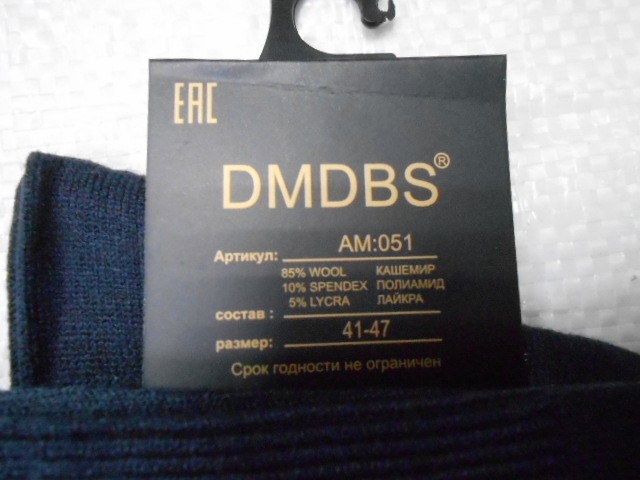 EAC
DMDBS®
Артикул: AM:051
85% WOOL КАШЕМИР
10% SPENDEX ПОЛИАМИД
5% LYCRA ЛАЙКРА
состав :
размер: 41-47
Срок годности не ограничен